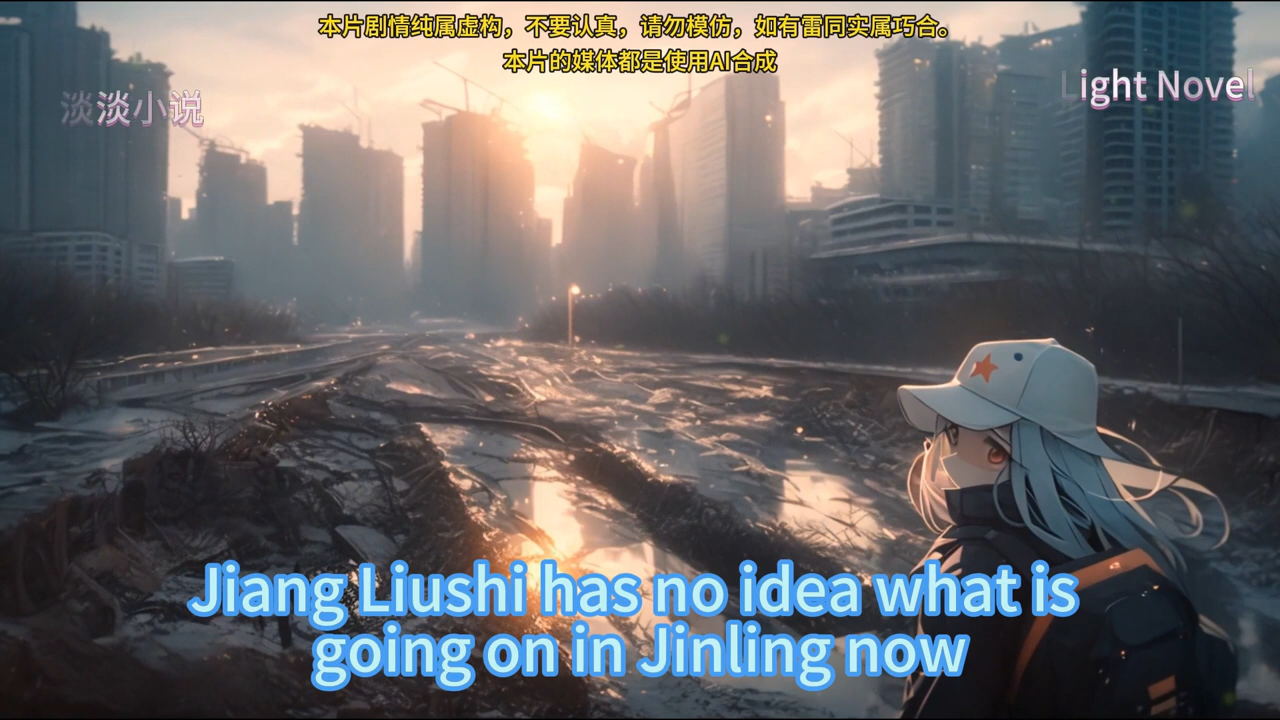 本片剧情纯属虚构，不要认真，请勿模仿，如有雷同实属巧合。
本片的媒体都是使用AI合成
淡淡小说
Light Novel
Jiang Liushi has no idea what is
going on in Jinling now